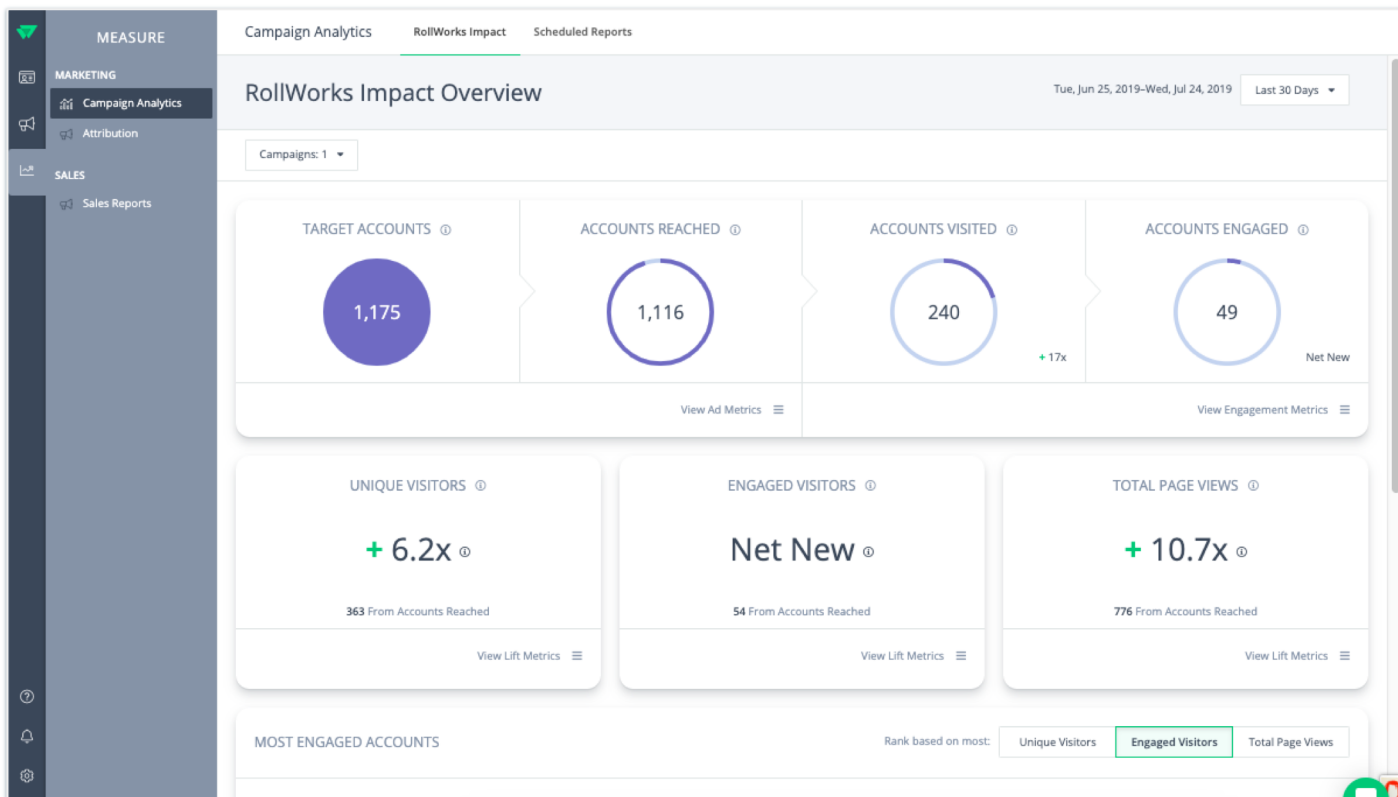 MEASURE
MARKETING
Campaign Analytics
Attribution
SALES
Sales Reports
Campaign Analytics RollWorks Impact Scheduled Reports
RollWorks Impact Overview
Tue, Jun 25, 2019–Wed, Jul 24, 2019 Last 30 Days
Campaigns: 1
TARGET ACCOUNTS ACCOUNTS REACHED ACCOUNTS VISITED ACCOUNTS ENGAGED
1,175 1,116 240 49
+ 17x Net New
View Ad Metrics View Engagement Metrics
UNIQUE VISITORS ENGAGED VISITORS TOTAL PAGE VIEWS
+ 6.2x Net New + 10.7x
363 From Accounts Reached 54 From Accounts Reached 776 From Accounts Reached
View Lift Metrics View Lift Metrics View Lift Metrics
MOST ENGAGED ACCOUNTS Rank based on most: Unique Visitors Engaged Visitors Total Page Views